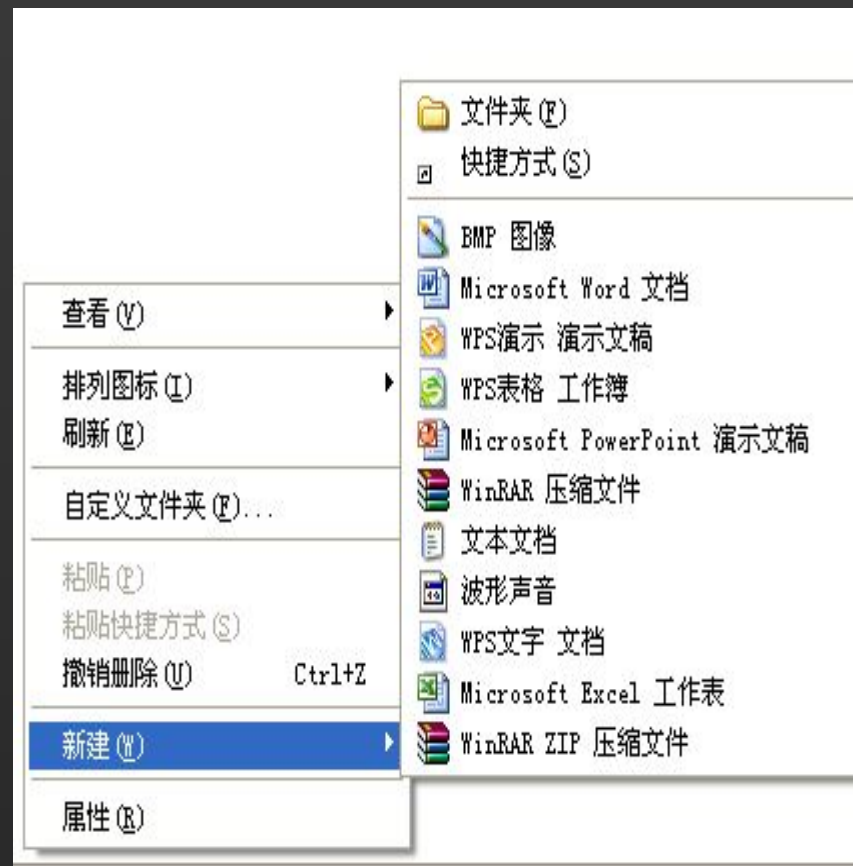 查看(V)
排列图标(I)
刷新(E)
自定义文件夹(F)...
粘贴(P)
粘贴快捷方式(S)
撤销删除(U) Ctrl+Z
新建(W)
属性(R)
文件夹(F)
快捷方式(S)
BMP 图像
Microsoft Word 文档
WPS演示 演示文稿
WPS表格 工作簿
Microsoft PowerPoint 演示文稿
WinRAR 压缩文件
文本文档
波形声音
WPS文字 文档
Microsoft Excel 工作表
WinRAR ZIP 压缩文件